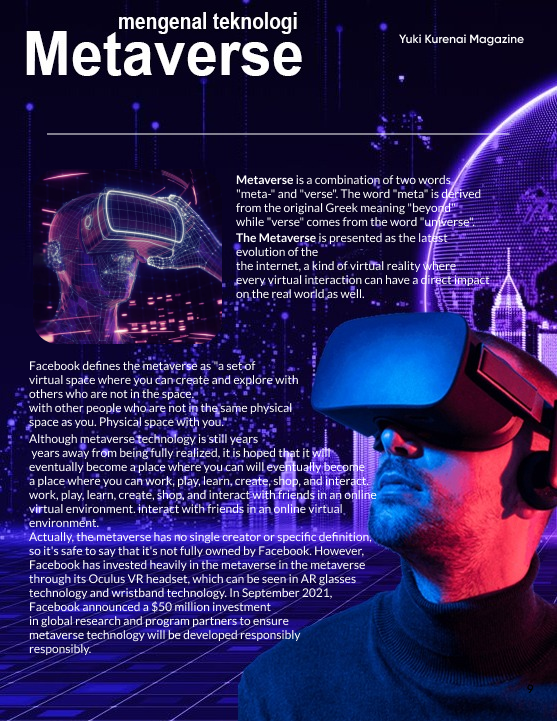 mengenal teknologi
Metaverse
Yuki Kurenai Magazine
Metaverse is a combination of two words
"meta-" and "verse". The word "meta" is derived
from the original Greek meaning "beyond"
while "verse" comes from the word "universe".
The Metaverse is presented as the latest
evolution of the
the internet, a kind of virtual reality where
every virtual interaction can have a direct impact
on the real world as well.
Facebook defines the metaverse as "a set of
virtual space where you can create and explore with
others who are not in the space.
with other people who are not in the same physical
space as you. Physical space with you."
Although metaverse technology is still years
years away from being fully realized, it is hoped that it will
eventually become a place where you can will eventually become
a place where you can work, play, learn, create, shop, and interact.
work, play, learn, create, shop, and interact with friends in an online
virtual environment. interact with friends in an online virtual
environment.
Actually, the metaverse has no single creator or specific definition,
so it's safe to say that it's not fully owned by Facebook. However,
Facebook has invested heavily in the metaverse in the metaverse
through its Oculus VR headset, which can be seen in AR glasses
technology and wristband technology. In September 2021,
Facebook announced a $50 million investment
in global research and program partners to ensure
metaverse technology will be developed responsibly
responsibly.
9